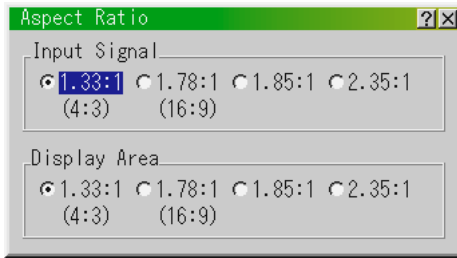 Aspect Ratio ? ×
Input Signal
1.33:1 1.78:1 1.85:1 2.35:1
(4:3) (16:9)
Display Area
1.33:1 1.78:1 1.85:1 2.35:1
(4:3) (16:9)